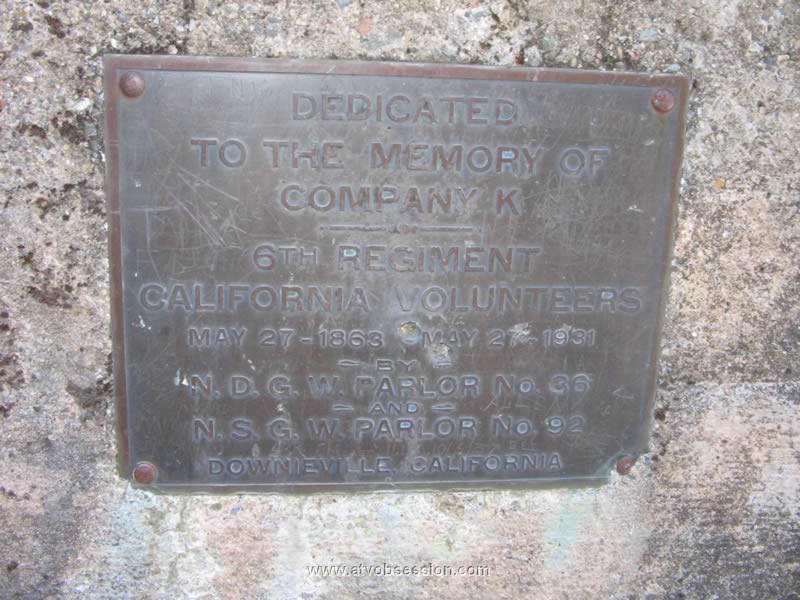 DEDICATED
TO THE MEMORY OF
COMPANY K
6TH REGIMENT
CALIFORNIA VOLUNTEERS
MAY 27-1863 MAY 27-1931
BY
N. D. G. W. PARLOR NO. 36
AND
N. S. G. W. PARLOR NO. 92
DOWNIEVILLE, CALIFORNIA
www.atvobsession.com